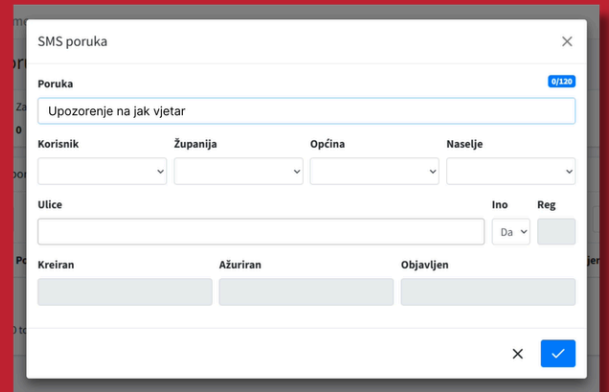 SMS poruka
Poruka 0/120
Upozorenje na jak vjetar
Korisnik Županija Općina Naselje
Ulice Ino Reg
Da
Kreiran Ažuriran Objavljen